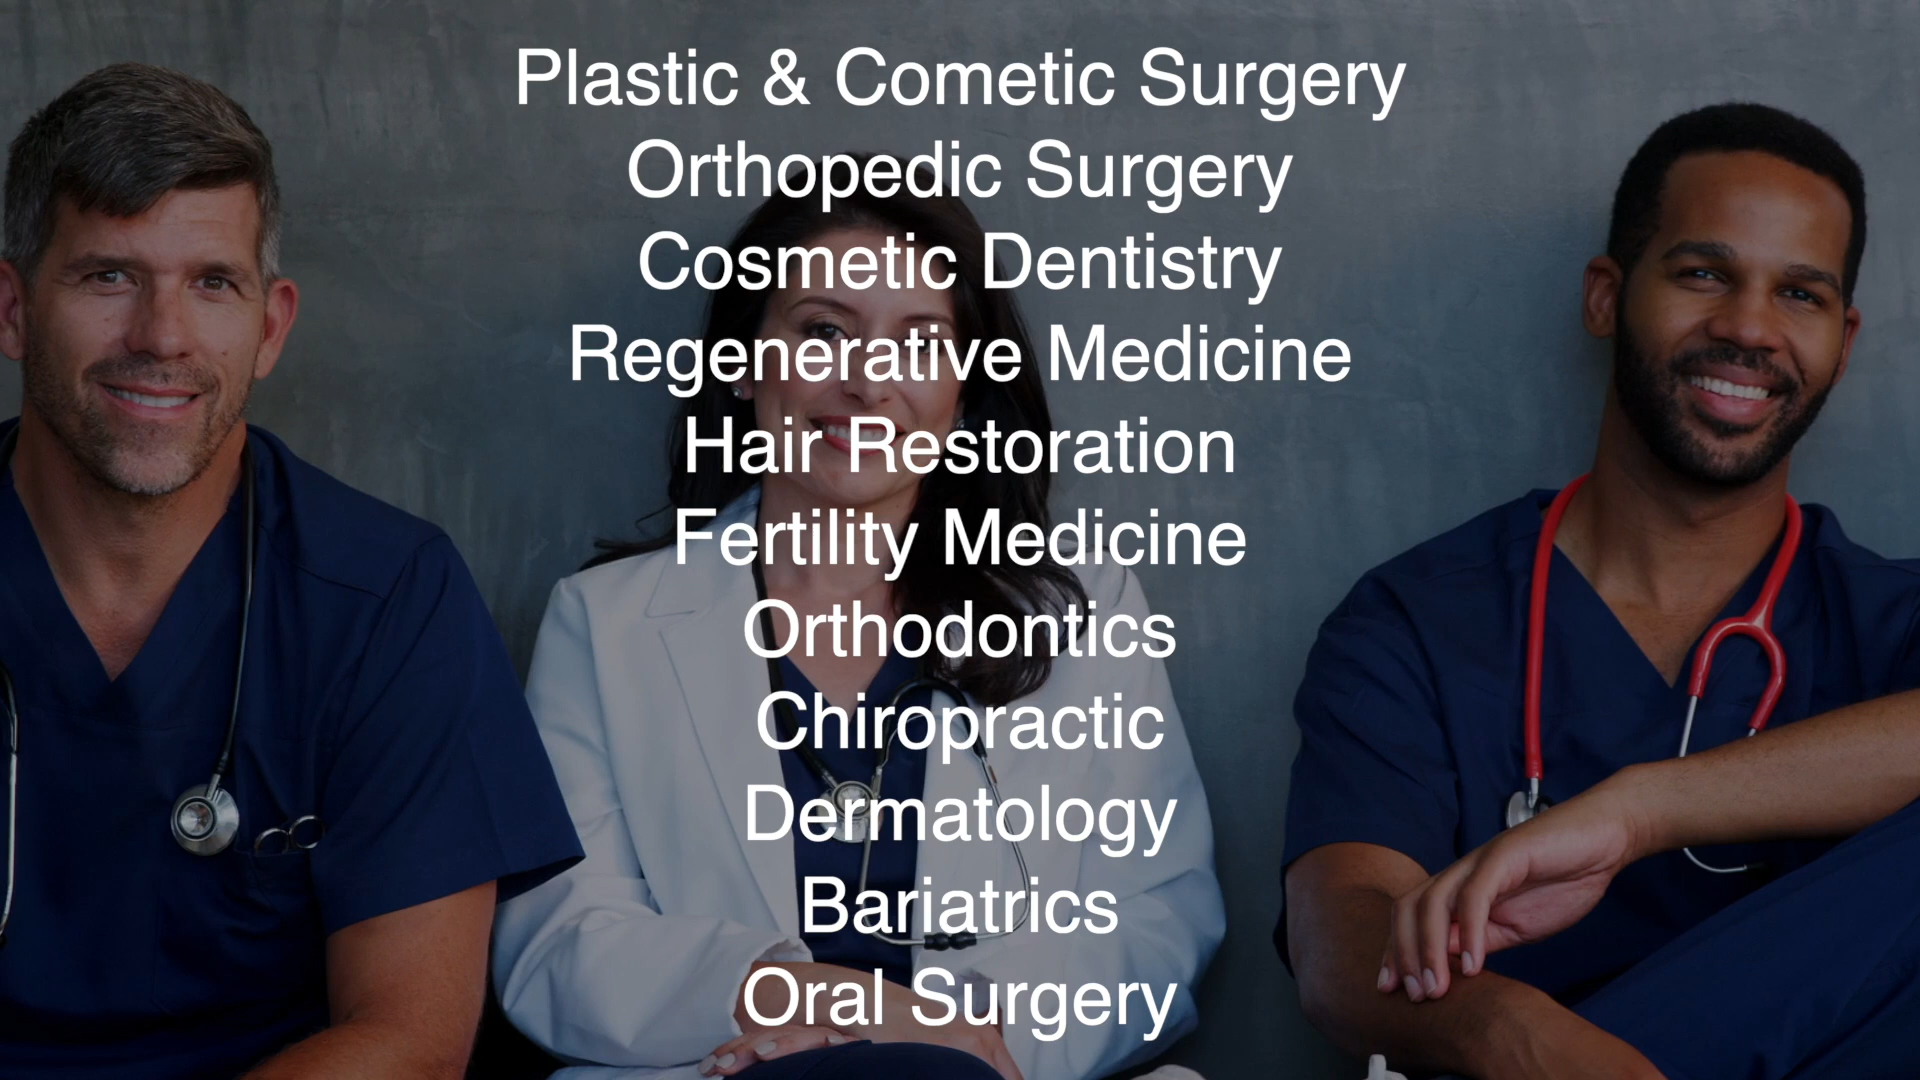 Plastic & Cometic Surgery
Orthopedic Surgery
Cosmetic Dentistry
Regenerative Medicine
Hair Restoration
Fertility Medicine
Orthodontics
Chiropractic
Dermatology
Bariatrics
Oral Surgery